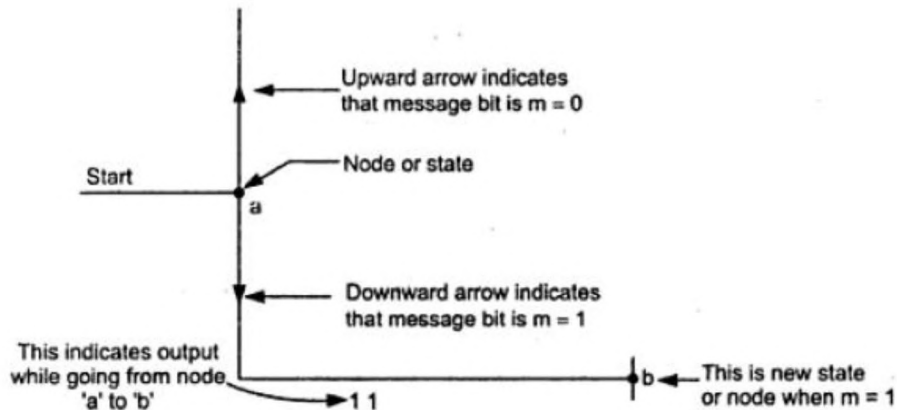 Upward arrow indicates
that message bit is m = 0
Start
Node or state
a
Downward arrow indicates
that message bit is m = 1
This indicates output
while going from node
'a' to 'b'
1 1
b
This is new state
or node when m = 1